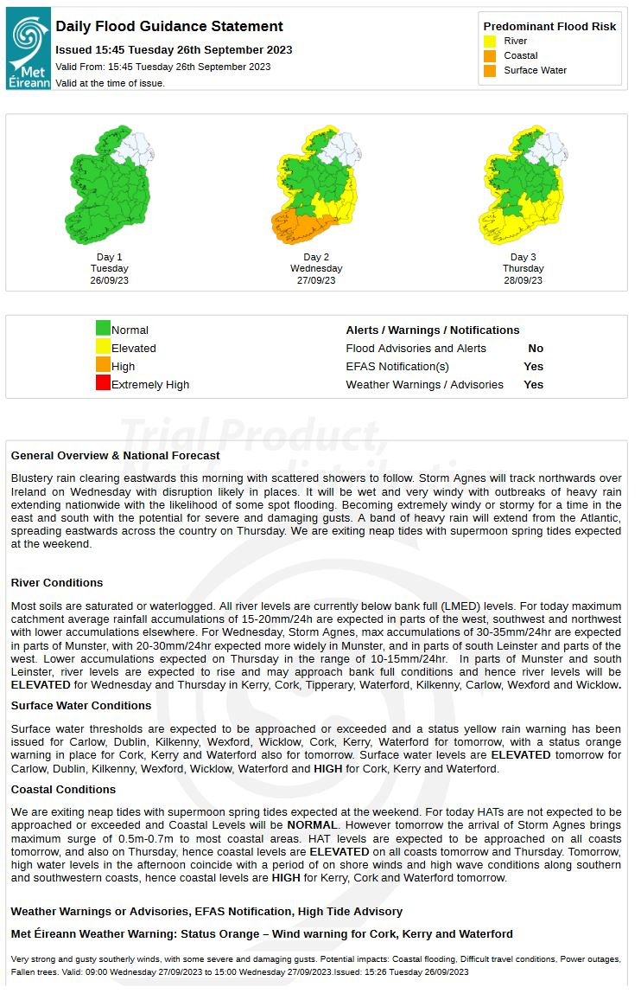 Met
Éireann
Daily Flood Guidance Statement
Issued 15:45 Tuesday 26th September 2023
Valid From: 15:45 Tuesday 26th September 2023
Valid at the time of issue.
Predominant Flood Risk
River
Coastal
Surface Water
Day 1
Tuesday
26/09/23
Day 2
Wednesday
27/09/23
Day 3
Thursday
28/09/23
Normal
Elevated
High
Extremely High
Alerts / Warnings / Notifications
Flood Advisories and Alerts No
EFAS Notification(s) Yes
Weather Warnings / Advisories Yes
Trial Product,
General Overview & National Forecast
Blustery rain clearing eastwards this morning with scattered showers to follow. Storm Agnes will track northwards over
Ireland on Wednesday with disruption likely in places. It will be wet and very windy with outbreaks of heavy rain
extending nationwide with the likelihood of some spot flooding. Becoming extremely windy or stormy for a time in the
east and south with the potential for severe and damaging gusts. A band of heavy rain will extend from the Atlantic,
spreading eastwards across the country on Thursday. We are exiting neap tides with supermoon spring tides expected
at the weekend.
River Conditions
Most soils are saturated or waterlogged. All river levels are currently below bank full (LMED) levels. For today maximum
catchment average rainfall accumulations of 15-20mm/24h are expected in parts of the west, southwest and northwest
with lower accumulations elsewhere. For Wednesday, Storm Agnes, max accumulations of 30-35mm/24hr are expected
in parts of Munster, with 20-30mm/24hr expected more widely in Munster, and in parts of south Leinster and parts of the
west. Lower accumulations expected on Thursday in the range of 10-15mm/24hr. In parts of Munster and south
Leinster, river levels are expected to rise and may approach bank full conditions and hence river levels will be
ELEVATED for Wednesday and Thursday in Kerry, Cork, Tipperary, Waterford, Kilkenny, Carlow, Wexford and Wicklow.
Surface Water Conditions
Surface water thresholds are expected to be approached or exceeded and a status yellow rain warning has been
issued for Carlow, Dublin, Kilkenny, Wexford, Wicklow, Cork, Kerry, Waterford for tomorrow, with a status orange
warning in place for Cork, Kerry and Waterford also for tomorrow. Surface water levels are ELEVATED tomorrow for
Carlow, Dublin, Kilkenny, Wexford, Wicklow, Waterford and HIGH for Cork, Kerry and Waterford.
Coastal Conditions
We are exiting neap tides with supermoon spring tides expected at the weekend. For today HATs are not expected to be
approached or exceeded and Coastal Levels will be NORMAL. However tomorrow the arrival of Storm Agnes brings
maximum surge of 0.5m-0.7m to most coastal areas. HAT levels are expected to be approached on all coasts
tomorrow, and also on Thursday, hence coastal levels are ELEVATED on all coasts tomorrow and Thursday. Tomorrow,
high water levels in the afternoon coincide with a period of on shore winds and high wave conditions along southern
and southwestern coasts, hence coastal levels are HIGH for Kerry, Cork and Waterford tomorrow.
Weather Warnings or Advisories, EFAS Notification, High Tide Advisory
Met Éireann Weather Warning: Status Orange – Wind warning for Cork, Kerry and Waterford
Very strong and gusty southerly winds, with some severe and damaging gusts. Potential impacts: Coastal flooding, Difficult travel conditions, Power outages,
Fallen trees. Valid: 09:00 Wednesday 27/09/2023 to 15:00 Wednesday 27/09/2023.Issued: 15:26 Tuesday 26/09/2023